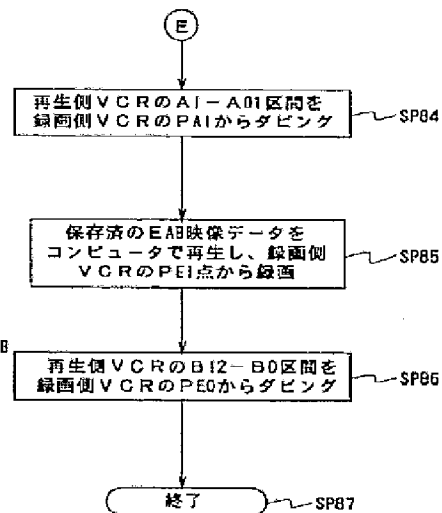 E
再生側VCRのAI-AO1区間を
録画側VCRのPAIからダビング
SP84
保存済のEAB映像データを
コンピュータで再生し、録画側
VCRのPEI点から録画
SP85
B
再生側VCRのBI2-BO区間を
録画側VCRのPEOからダビング
SP86
終了
SP87